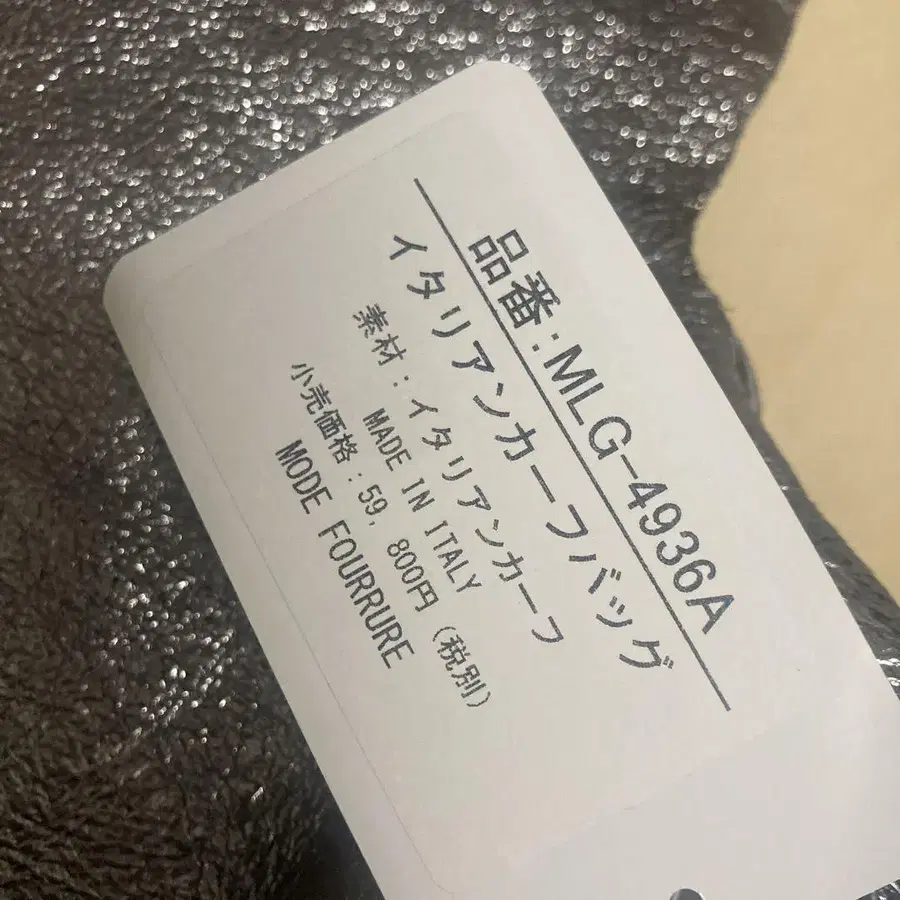 品番:MLG-4936A
イタリアンカーフバッグ
素材:イタリアンカーフ
MADE IN ITALY
小売価格:59,800円(税別)
MODE FOURRURE